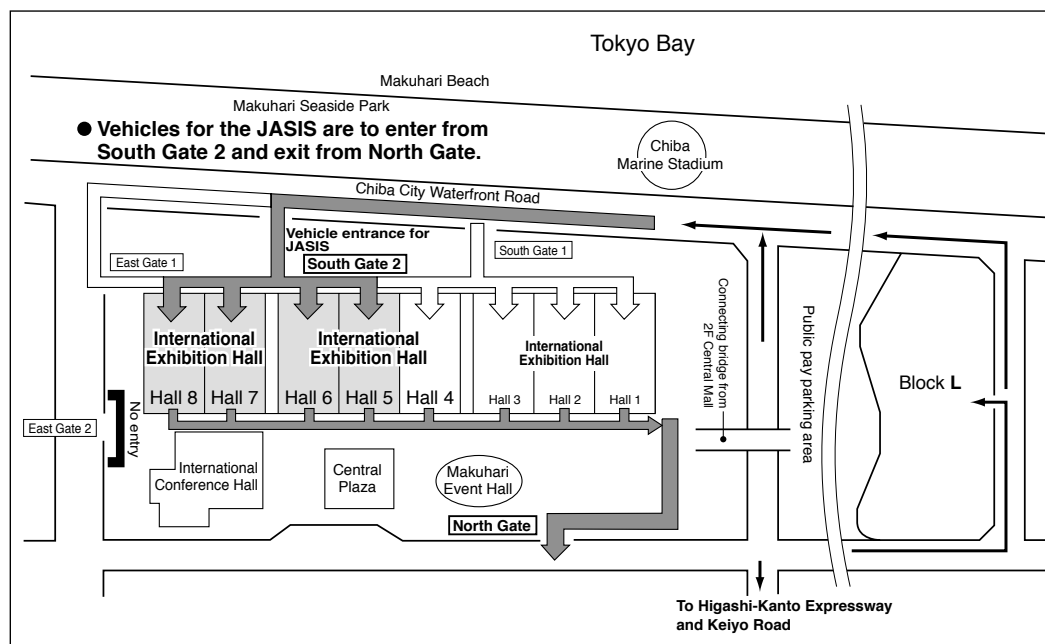 Tokyo Bay
Makuhari Beach
Makuhari Seaside Park
● Vehicles for the JASIS are to enter from
South Gate 2 and exit from North Gate.
Chiba
Marine Stadium
Chiba City Waterfront Road
Vehicle entrance for
JASIS
South Gate 2
East Gate 1
South Gate 1
International
Exhibition Hall
International
Exhibition Hall
International
Exhibition Hall
Hall 8
Hall 7
Hall 6
Hall 5
Hall 4
Hall 3
Hall 2
Hall 1
Connecting bridge from
2F Central Mall
Public pay parking area
Block L
East Gate 2
No entry
International
Conference Hall
Central
Plaza
Makuhari
Event Hall
North Gate
To Higashi-Kanto Expressway
and Keiyo Road